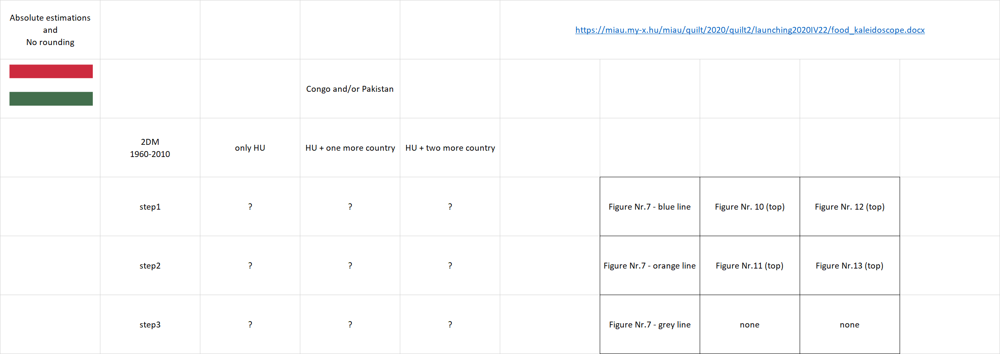 Absolute estimations
and
No rounding
https://miau.my-x.hu/miau/quilt/2020/quilt2/launching2020IV22/food_kaleidoscope.docx
Congo and/or Pakistan
2DM
1960-2010
only HU
HU + one more country
HU + two more country
step1
?
?
?
Figure Nr.7 - blue line
Figure Nr. 10 (top)
Figure Nr. 12 (top)
step2
?
?
?
Figure Nr.7 - orange line
Figure Nr.11 (top)
Figure Nr.13 (top)
step3
?
?
?
Figure Nr.7 - grey line
none
none